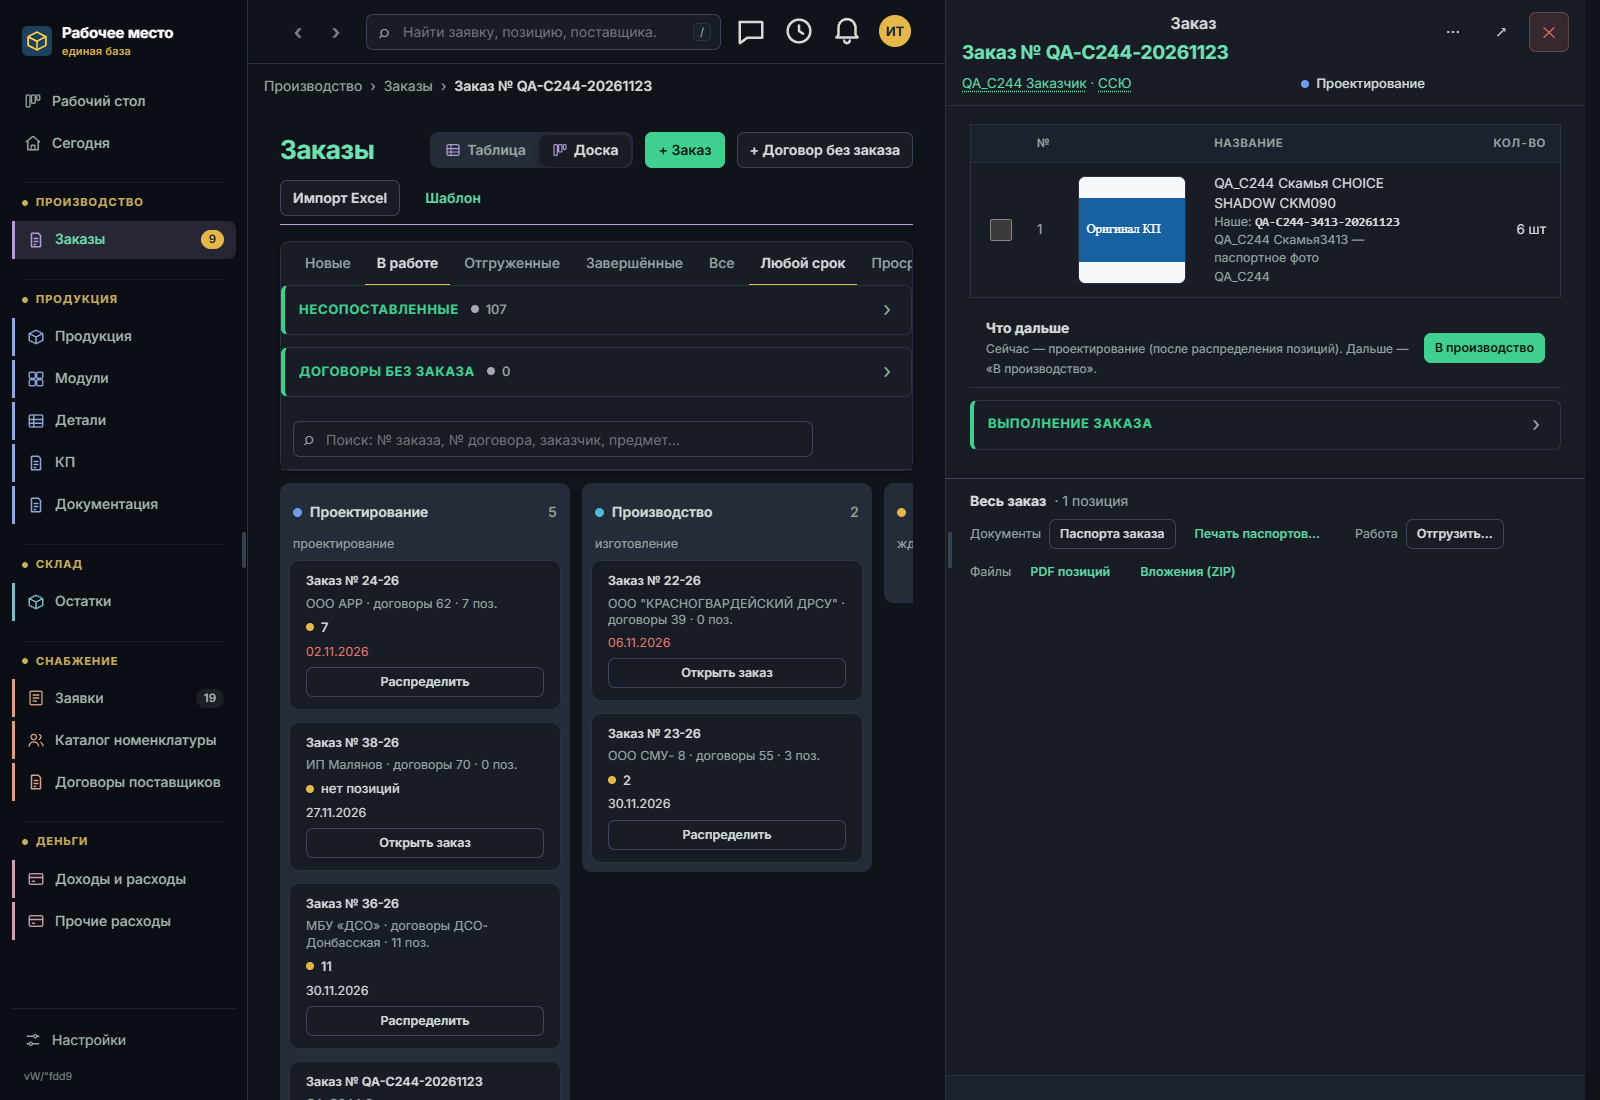 Рабочее место
единая база
Рабочий стол
Сегодня
ПРОИЗВОДСТВО
Заказы 9
ПРОДУКЦИЯ
Продукция
Модули
Детали
КП
Документация
СКЛАД
Остатки
СНАБЖЕНИЕ
Заявки 19
Каталог номенклатуры
Договоры поставщиков
ДЕНЬГИ
Доходы и расходы
Прочие расходы
Настройки
vW/"fdd9
Найти заявку, позицию, поставщика. /
ИТ
Производство › Заказы › Заказ № QA-C244-20261123
Заказы
Таблица Доска
+ Заказ
+ Договор без заказа
Импорт Excel
Шаблон
Новые В работе Отгруженные Завершённые Все Любой срок Проср
НЕСОПОСТАВЛЕННЫЕ 107
ДОГОВОРЫ БЕЗ ЗАКАЗА 0
Поиск: № заказа, № договора, заказчик, предмет...
Проектирование 5
проектирование
Заказ № 24-26
ООО АРР · договоры 62 · 7 поз.
7
02.11.2026
Распределить
Заказ № 38-26
ИП Малянов · договоры 70 · 0 поз.
нет позиций
27.11.2026
Открыть заказ
Заказ № 36-26
МБУ «ДСО» · договоры ДСО-
Донбасская · 11 поз.
11
30.11.2026
Распределить
Заказ № QA-C244-20261123
Производство 2
изготовление
Заказ № 22-26
ООО "КРАСНОГВАРДЕЙСКИЙ ДРСУ" ·
договоры 39 · 0 поз.
06.11.2026
Открыть заказ
Заказ № 23-26
ООО СМУ- 8 · договоры 55 · 3 поз.
2
30.11.2026
Распределить
жд
Заказ
Заказ № QA-C244-20261123
QA_C244 Заказчик · ССЮ
Проектирование
№ НАЗВАНИЕ КОЛ-ВО
1
Оригинал КП
QA_C244 Скамья CHOICE
SHADOW СКМ090
Наше: QA-C244-3413-20261123
QA_C244 Скамья3413 —
паспортное фото
QA_C244
6 шт
Что дальше
Сейчас — проектирование (после распределения позиций). Дальше —
«В производство».
В производство
ВЫПОЛНЕНИЕ ЗАКАЗА
Весь заказ · 1 позиция
Документы Паспорта заказа Печать паспортов... Работа Отгрузить...
Файлы PDF позиций Вложения (ZIP)